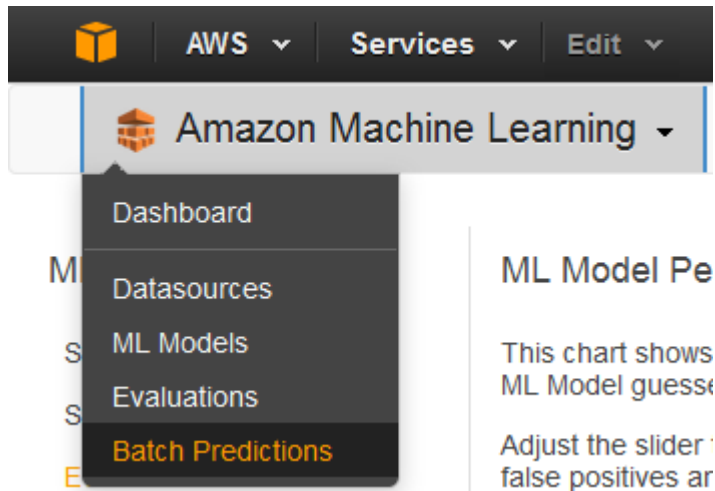 AWS Services Edit
Amazon Machine Learning
Dashboard
Datasources
ML Models
Evaluations
Batch Predictions
ML Model Pe
This chart shows
ML Model guesse
Adjust the slider
false positives an